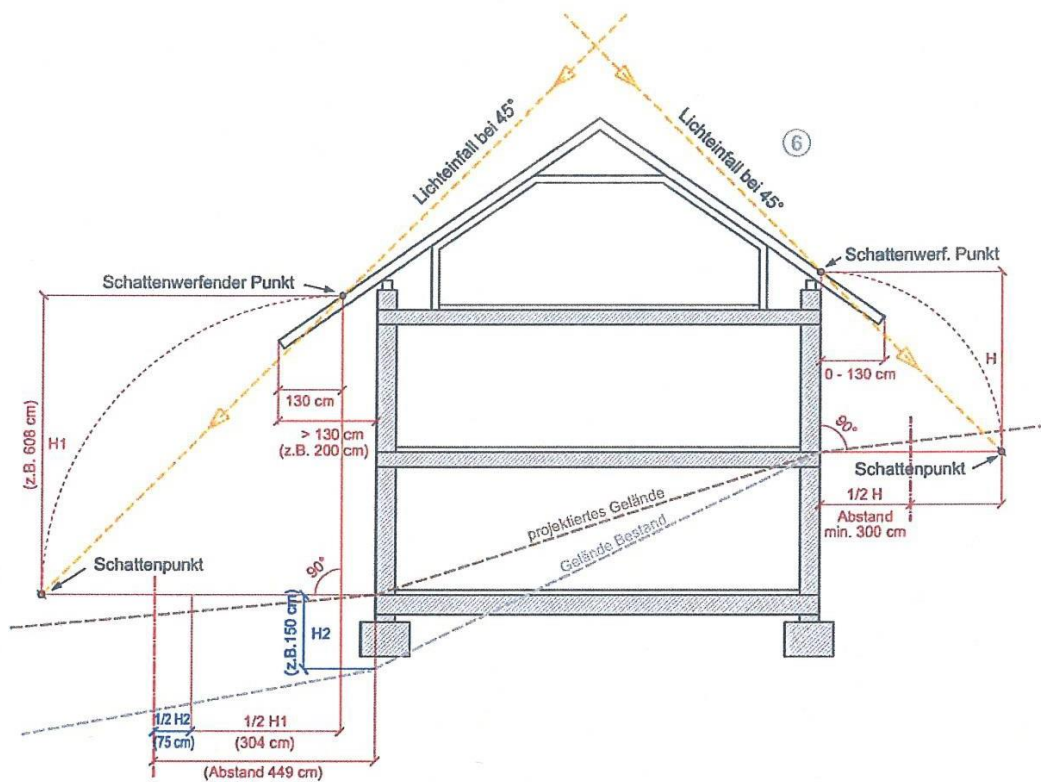 Lichteinfall bei 45°
Lichteinfall bei 45°
6
Schattenwerfender Punkt
Schattenwerf. Punkt
H1
(z.B. 608 cm)
130 cm
> 130 cm
(z.B. 200 cm)
0 - 130 cm
H
90°
Schattenpunkt
1/2 H
Abstand
min. 300 cm
projektiertes Gelände
Gelände Bestand
Schattenpunkt
90°
H2
(z.B.150 cm)
1/2 H2
(75 cm)
1/2 H1
(304 cm)
(Abstand 449 cm)